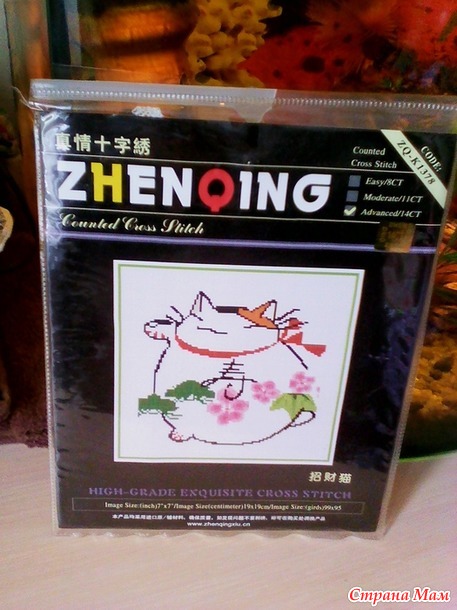 真情十字綉
ZHENQING
Counted Cross Stitch
Counted
Cross Stitch
Easy/8CT
Moderate/11CT
Advanced/14CT
CODE:
ZQ-K1378
寿
招财猫
HIGH-GRADE EXQUISITE CROSS STITCH
Image Size:(inch)7"x7"/Image Size(centimeter)19x19cm/Image Size:(girds)99x95
www.zhenqingxiu.cn
Страна Мам